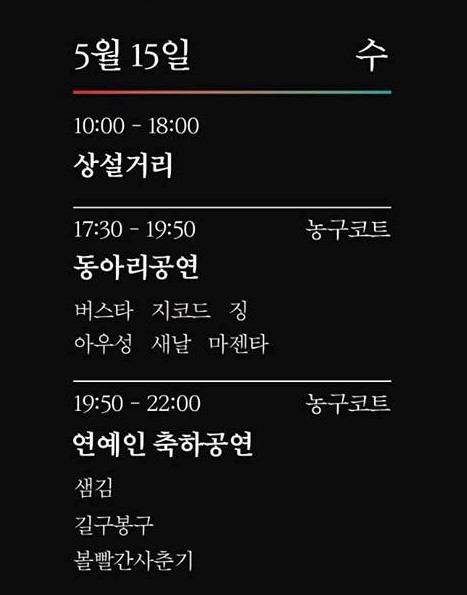 5월 15일 수
10:00 - 18:00
상설거리
17:30 - 19:50 농구코트
동아리공연
버스타 지코드 징
아우성 새날 마젠타
19:50 - 22:00 농구코트
연예인 축하공연
샘김
길구봉구
볼빨간사춘기